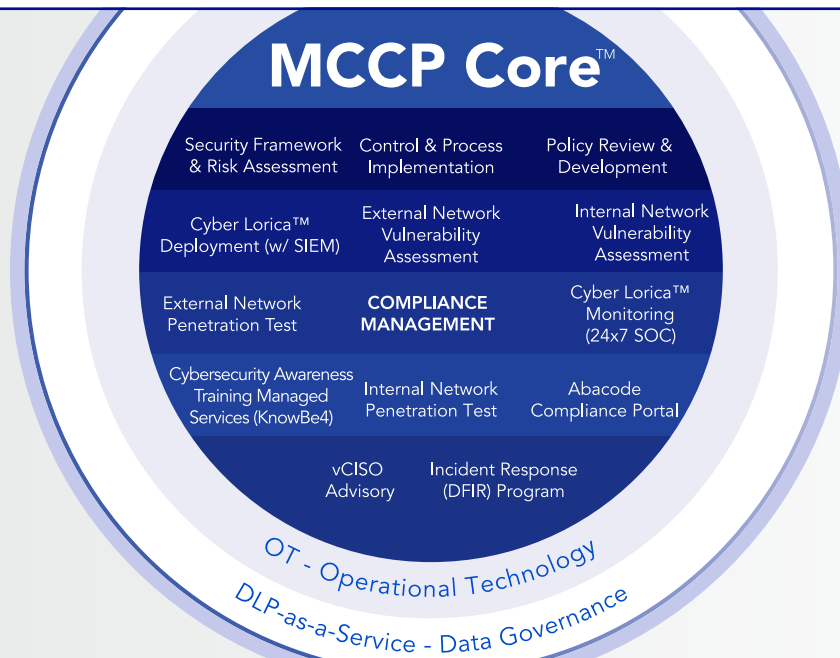 MCCP Core™
Security Framework
& Risk Assessment
Control & Process
Implementation
Policy Review &
Development
Cyber Lorica™
Deployment (w/ SIEM)
External Network
Vulnerability
Assessment
Internal Network
Vulnerability
Assessment
External Network
Penetration Test
COMPLIANCE
MANAGEMENT
Cyber Lorica™
Monitoring
(24x7 SOC)
Cybersecurity Awareness
Training Managed
Services (KnowBe4)
Internal Network
Penetration Test
Abacode
Compliance Portal
vCISO
Advisory
Incident Response
(DFIR) Program
OT - Operational Technology
DLP-as-a-Service - Data Governance